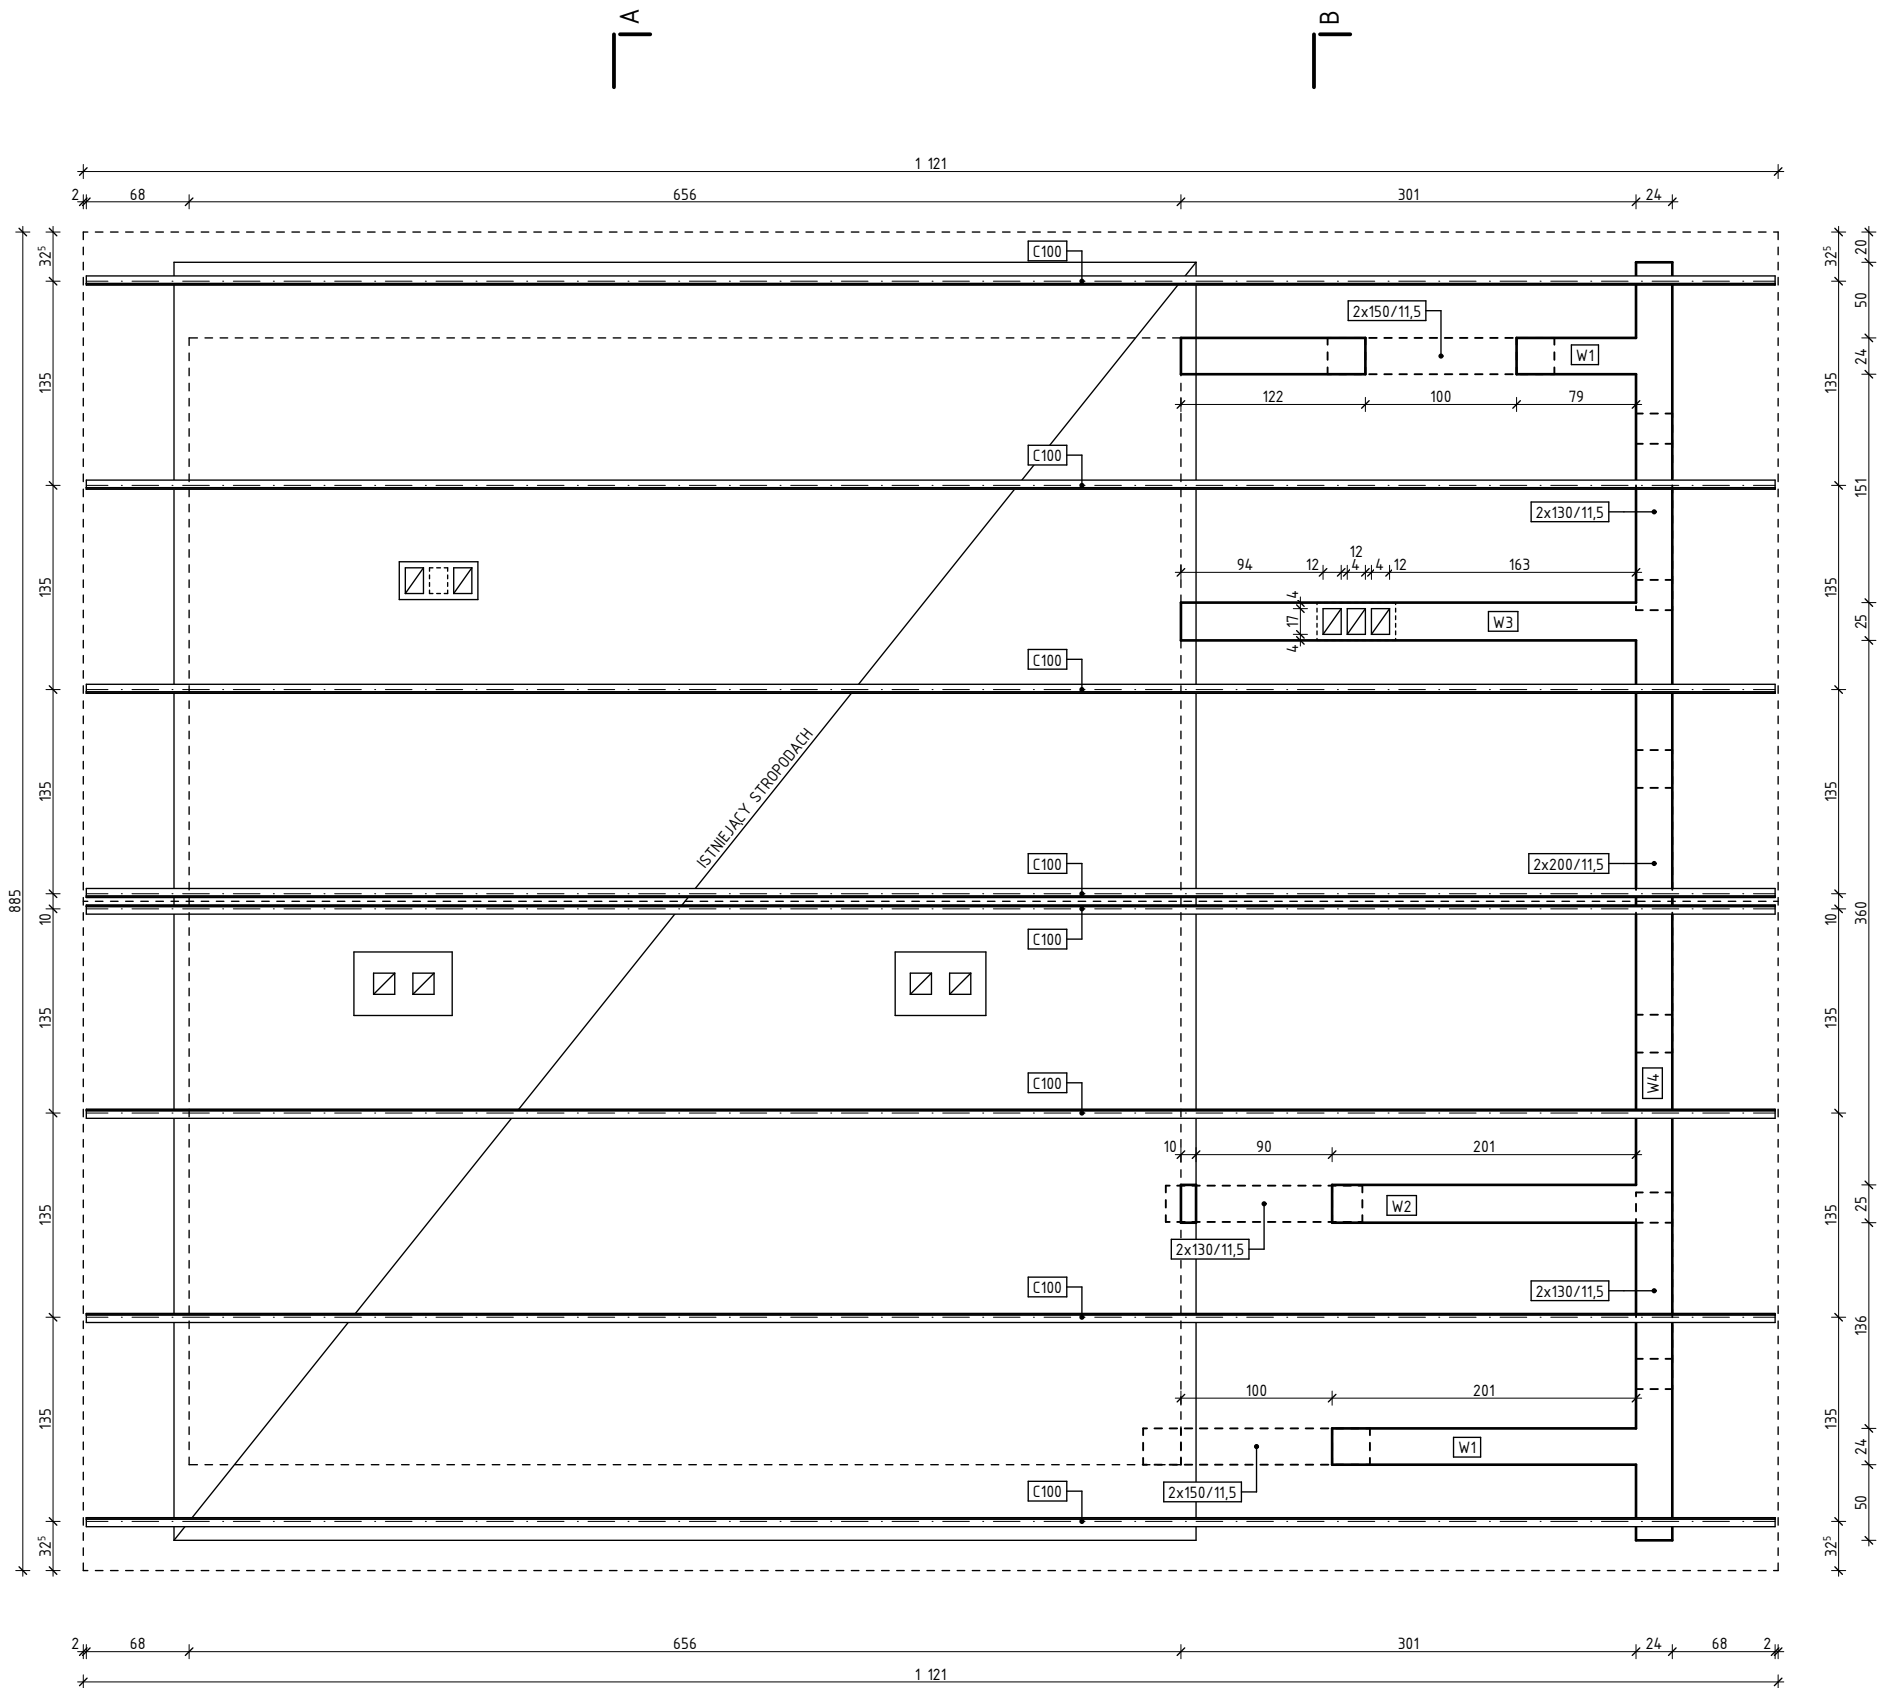 A
B
1 121
2 68 656 301 24
32⁵ 32⁵ 20
C100
50
2x150/11,5
W1
24
135 135
122 100 79
C100
151
2x130/11,5
12
94 12 4 4 12 163
135 135
4
17
4
W3
25
C100
ISTNIEJĄCY STROPODACH
135 135
C100
2x200/11,5
885
10 10 360
C100
135 135
C100
W4
10 90 201
135 135 25
W2
2x130/11,5
C100
2x130/11,5
136
100 201
135 135
24
W1
C100
2x150/11,5
50
32⁵ 32⁵
2 68 656 301 24 68 2
1 121